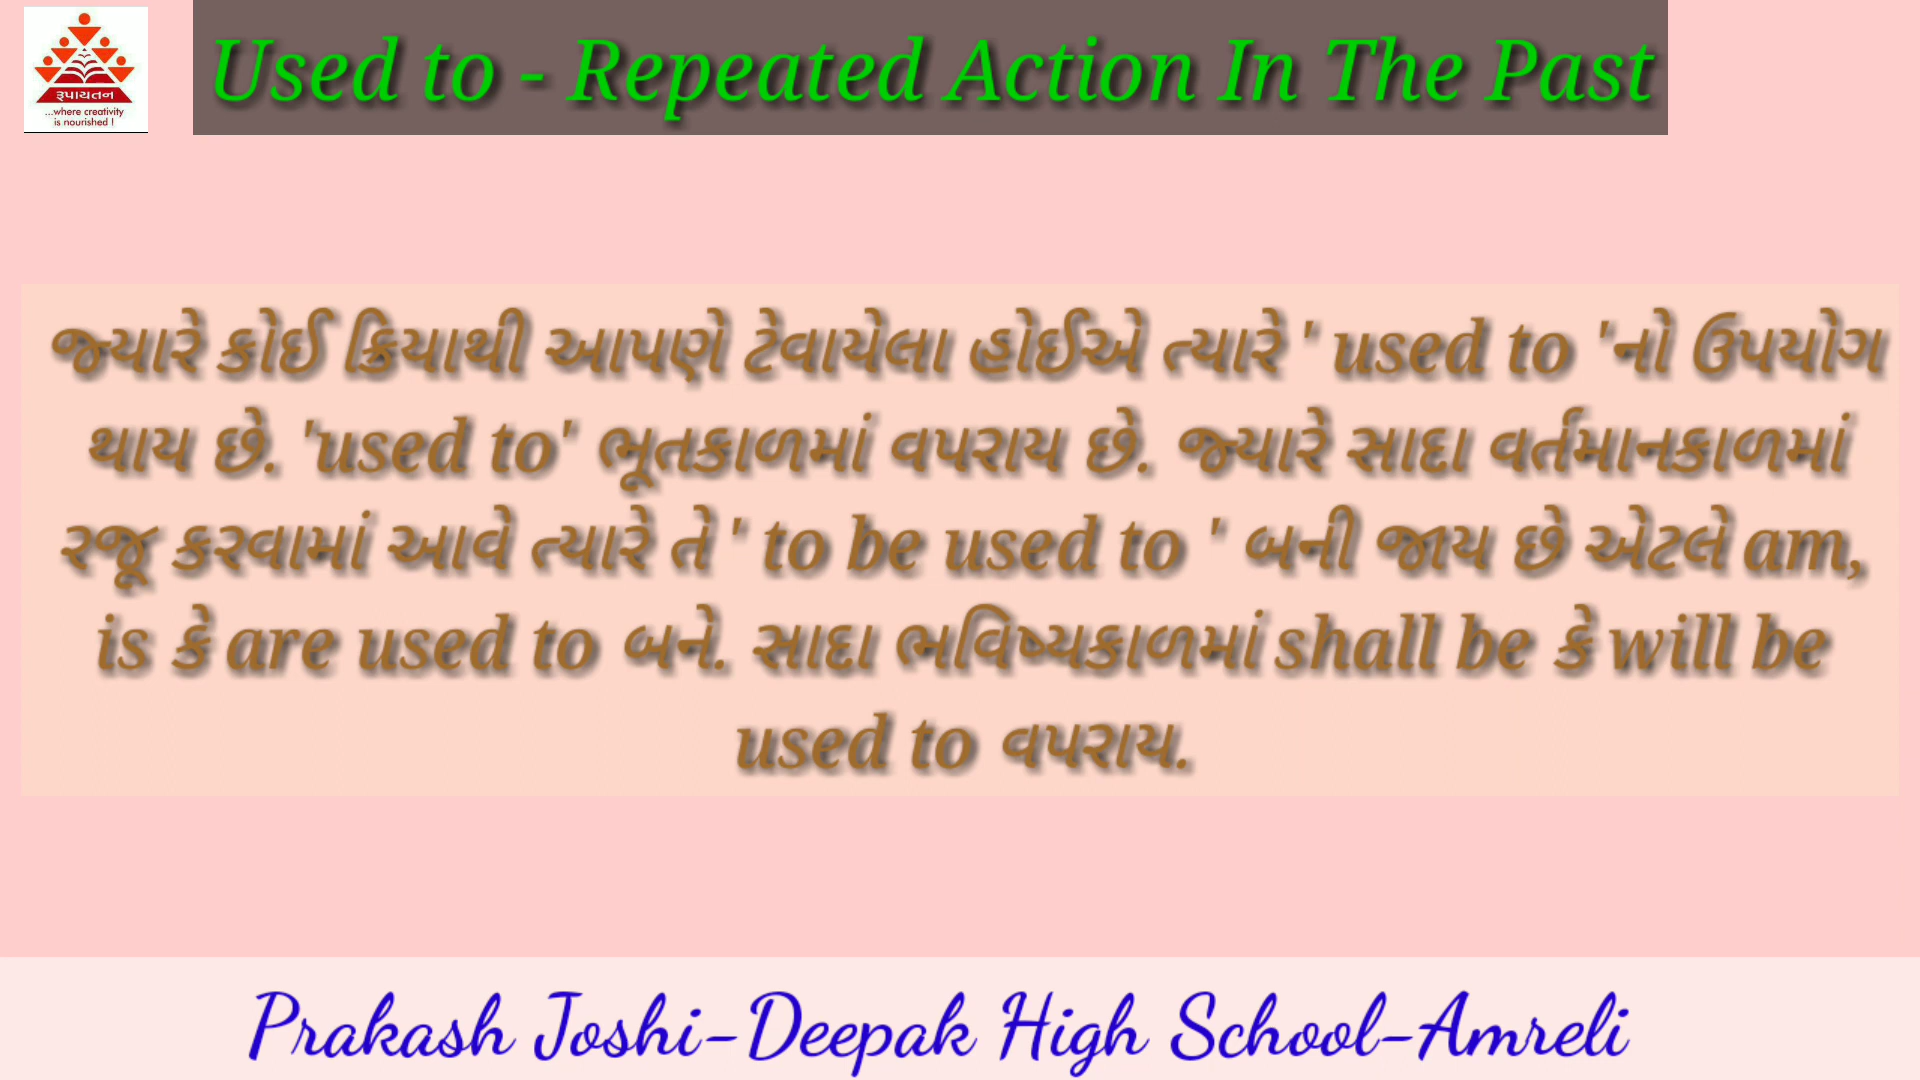 રૂપાયતન
...where creativity
is nourished !
Used to - Repeated Action In The Past
જ્યારે કોઈ ક્રિયાથી આપણે ટેવાયેલા હોઈએ ત્યારે ' used to 'નો ઉપયોગ
થાય છે. 'used to' ભૂતકાળમાં વપરાય છે. જ્યારે સાદા વર્તમાનકાળમાં
રજૂ કરવામાં આવે ત્યારે તે ' to be used to ' બની જાય છે એટલે am,
is કે are used to બને. સાદા ભવિષ્યકાળમાં shall be કે will be
used to વપરાય.
Prakash Joshi-Deepak High School-Amreli